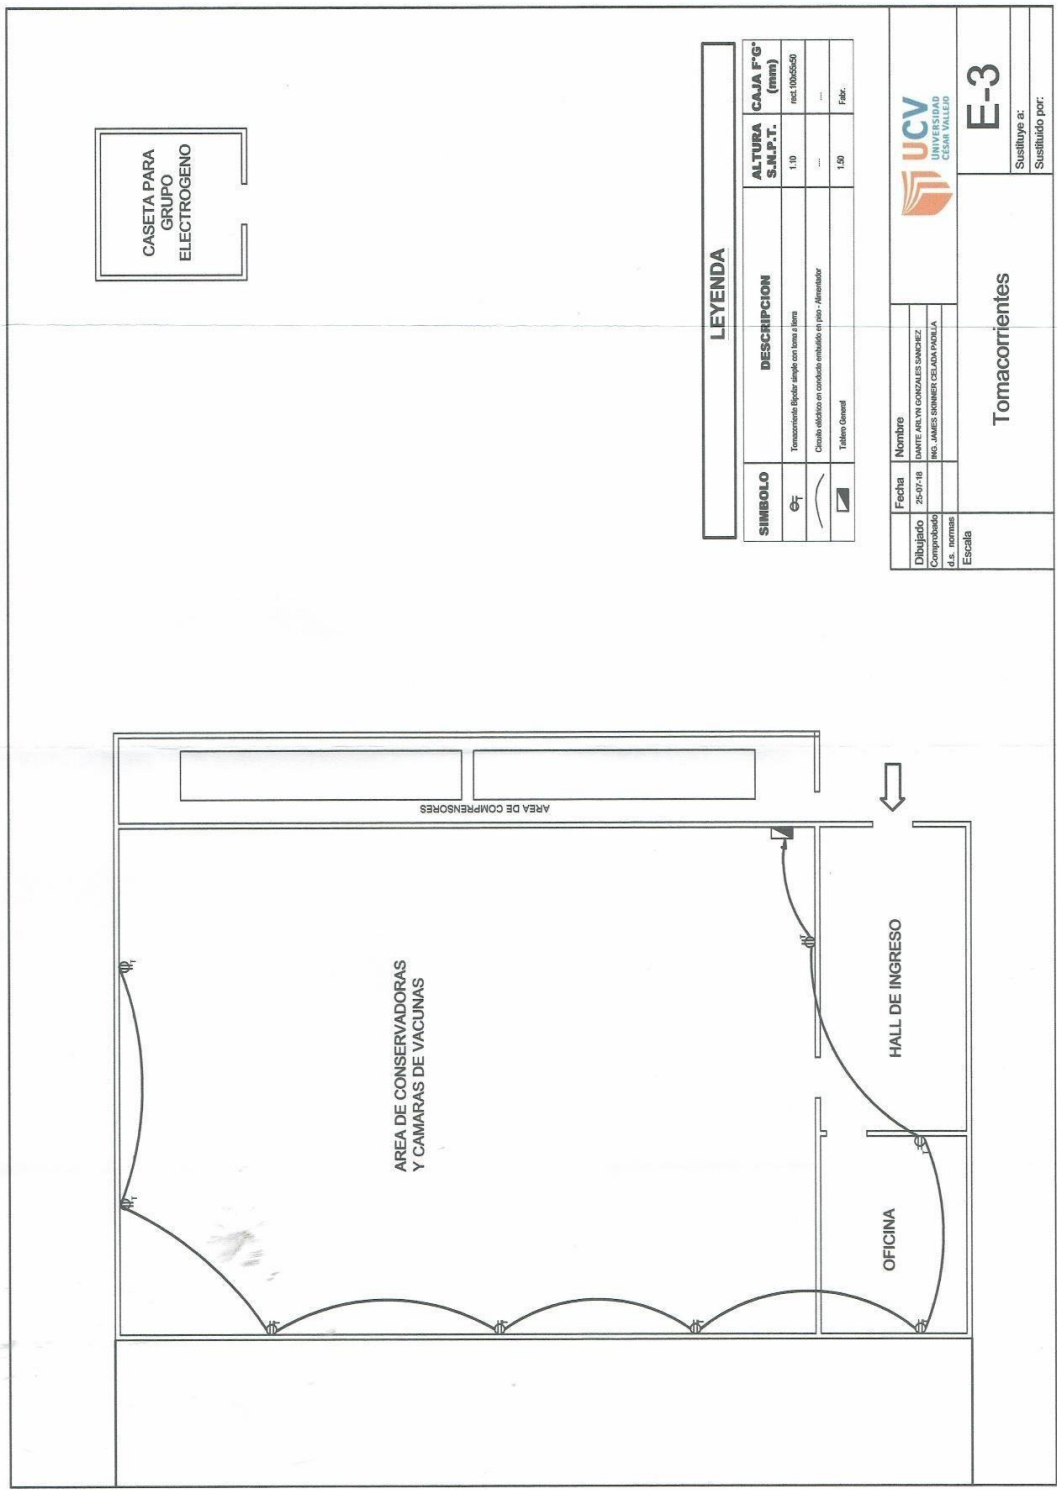 CASETA PARA
GRUPO
ELECTROGENO
AREA DE COMPRENSORES
AREA DE CONSERVADORAS
Y CAMARAS DE VACUNAS
HALL DE INGRESO
OFICINA
LEYENDA
SIMBOLO DESCRIPCION ALTURA S.N.P.T. CAJA FºGº (mm)
T Tomacorriente Bipolar simple con toma a tierra 1.10 rect.100x55x50
Circuito eléctrico en conducto embutido en piso - Alimentador ---- ----
Tablero General 1.50 Fabr.
Fecha Nombre
Dibujado 25-07-18 DANTE ARLYN GONZALES SANCHEZ
Comprobado ING. JAMES SKINNER CELADA PADILLA
d.s. normas
Escala
UCV
UNIVERSIDAD
CÉSAR VALLEJO
Tomacorrientes
E-3
Sustituye a:
Sustituido por: